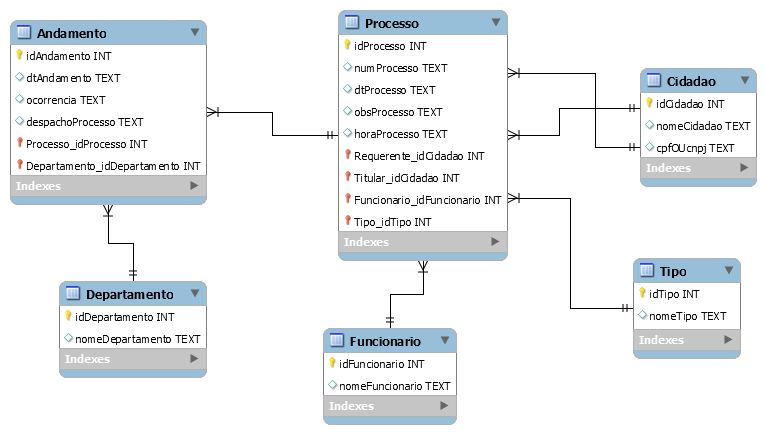 Andamento
idAndamento INT
dtAndamento TEXT
ocorrencia TEXT
despachoProcesso TEXT
Processo_idProcesso INT
Departamento_idDepartamento INT
Indexes
Processo
idProcesso INT
numProcesso TEXT
dtProcesso TEXT
obsProcesso TEXT
horaProcesso TEXT
Requerente_idCidadao INT
Titular_idCidadao INT
Funcionario_idFuncionario INT
Tipo_idTipo INT
Indexes
Cidadao
idCidadao INT
nomeCidadao TEXT
cpfOUcnpj TEXT
Indexes
Departamento
idDepartamento INT
nomeDepartamento TEXT
Indexes
Funcionario
idFuncionario INT
nomeFuncionario TEXT
Indexes
Tipo
idTipo INT
nomeTipo TEXT
Indexes